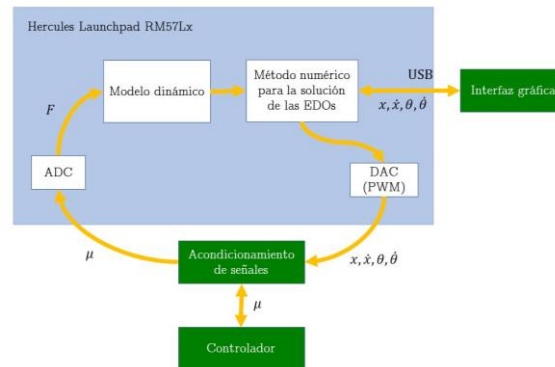 Hercules Launchpad RM57Lx
Modelo dinámico
Método numérico
para la solución
de las EDOs
USB
x, ẋ, θ, θ̇
Interfaz gráfica
F
ADC
DAC
(PWM)
μ
Acondicionamiento
de señales
x, ẋ, θ, θ̇
μ
Controlador